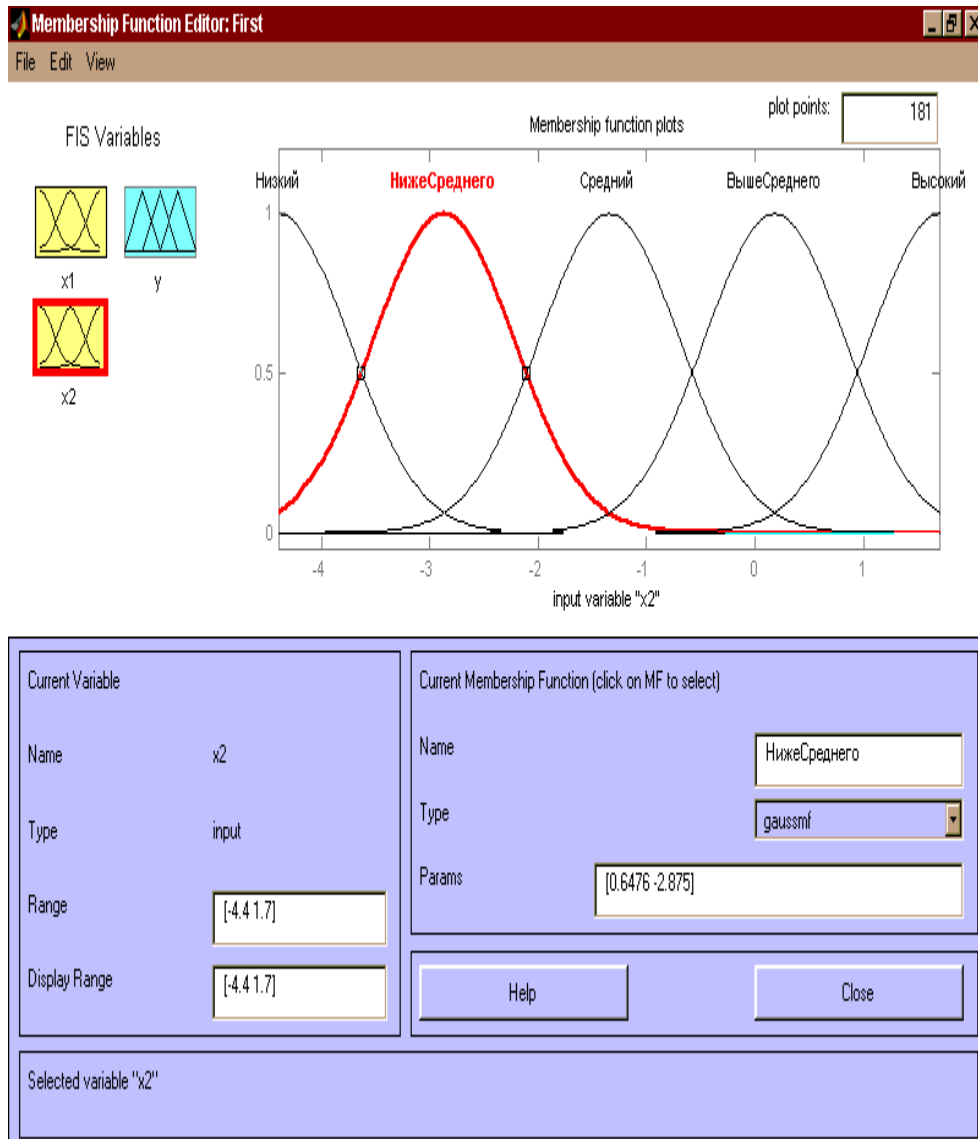 Membership Function Editor: First
File Edit View
FIS Variables
Membership function plots
plot points: 181
x1
y
x2
Низкий НижеСреднего Средний ВышеСреднего Высокий
1
0.5
0
-4 -3 -2 -1 0 1
input variable "x2"
Current Variable
Name x2
Type input
Range [-4.4 1.7]
Display Range [-4.4 1.7]
Current Membership Function (click on MF to select)
Name НижеСреднего
Type gaussmf
Params [0.6476 -2.875]
Help Close
Selected variable "x2"